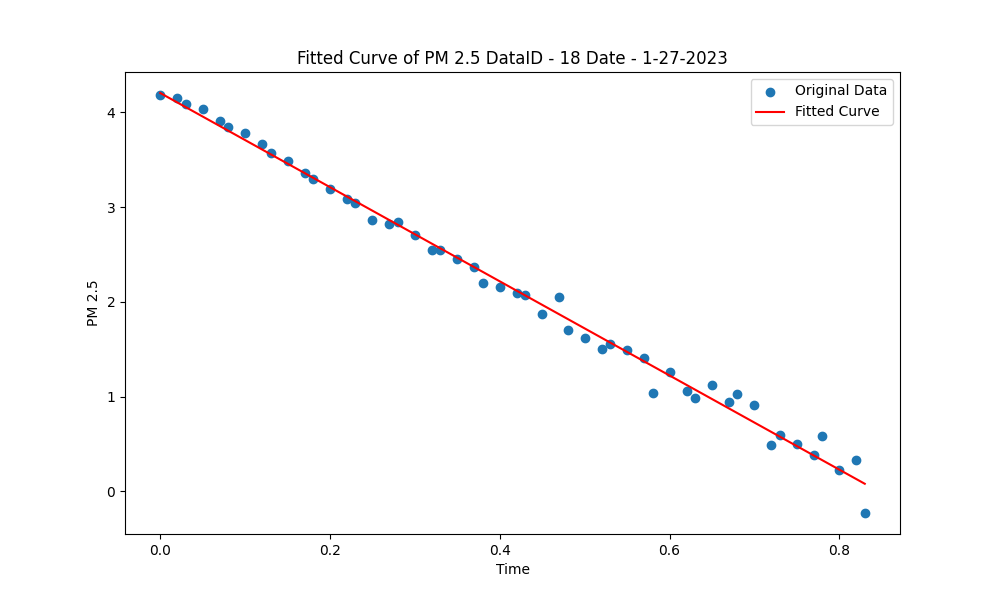 Fitted Curve of PM 2.5 DataID - 18 Date - 1-27-2023
Original Data
Fitted Curve
4
3
2
1
0
PM 2.5
0.0 0.2 0.4 0.6 0.8
Time